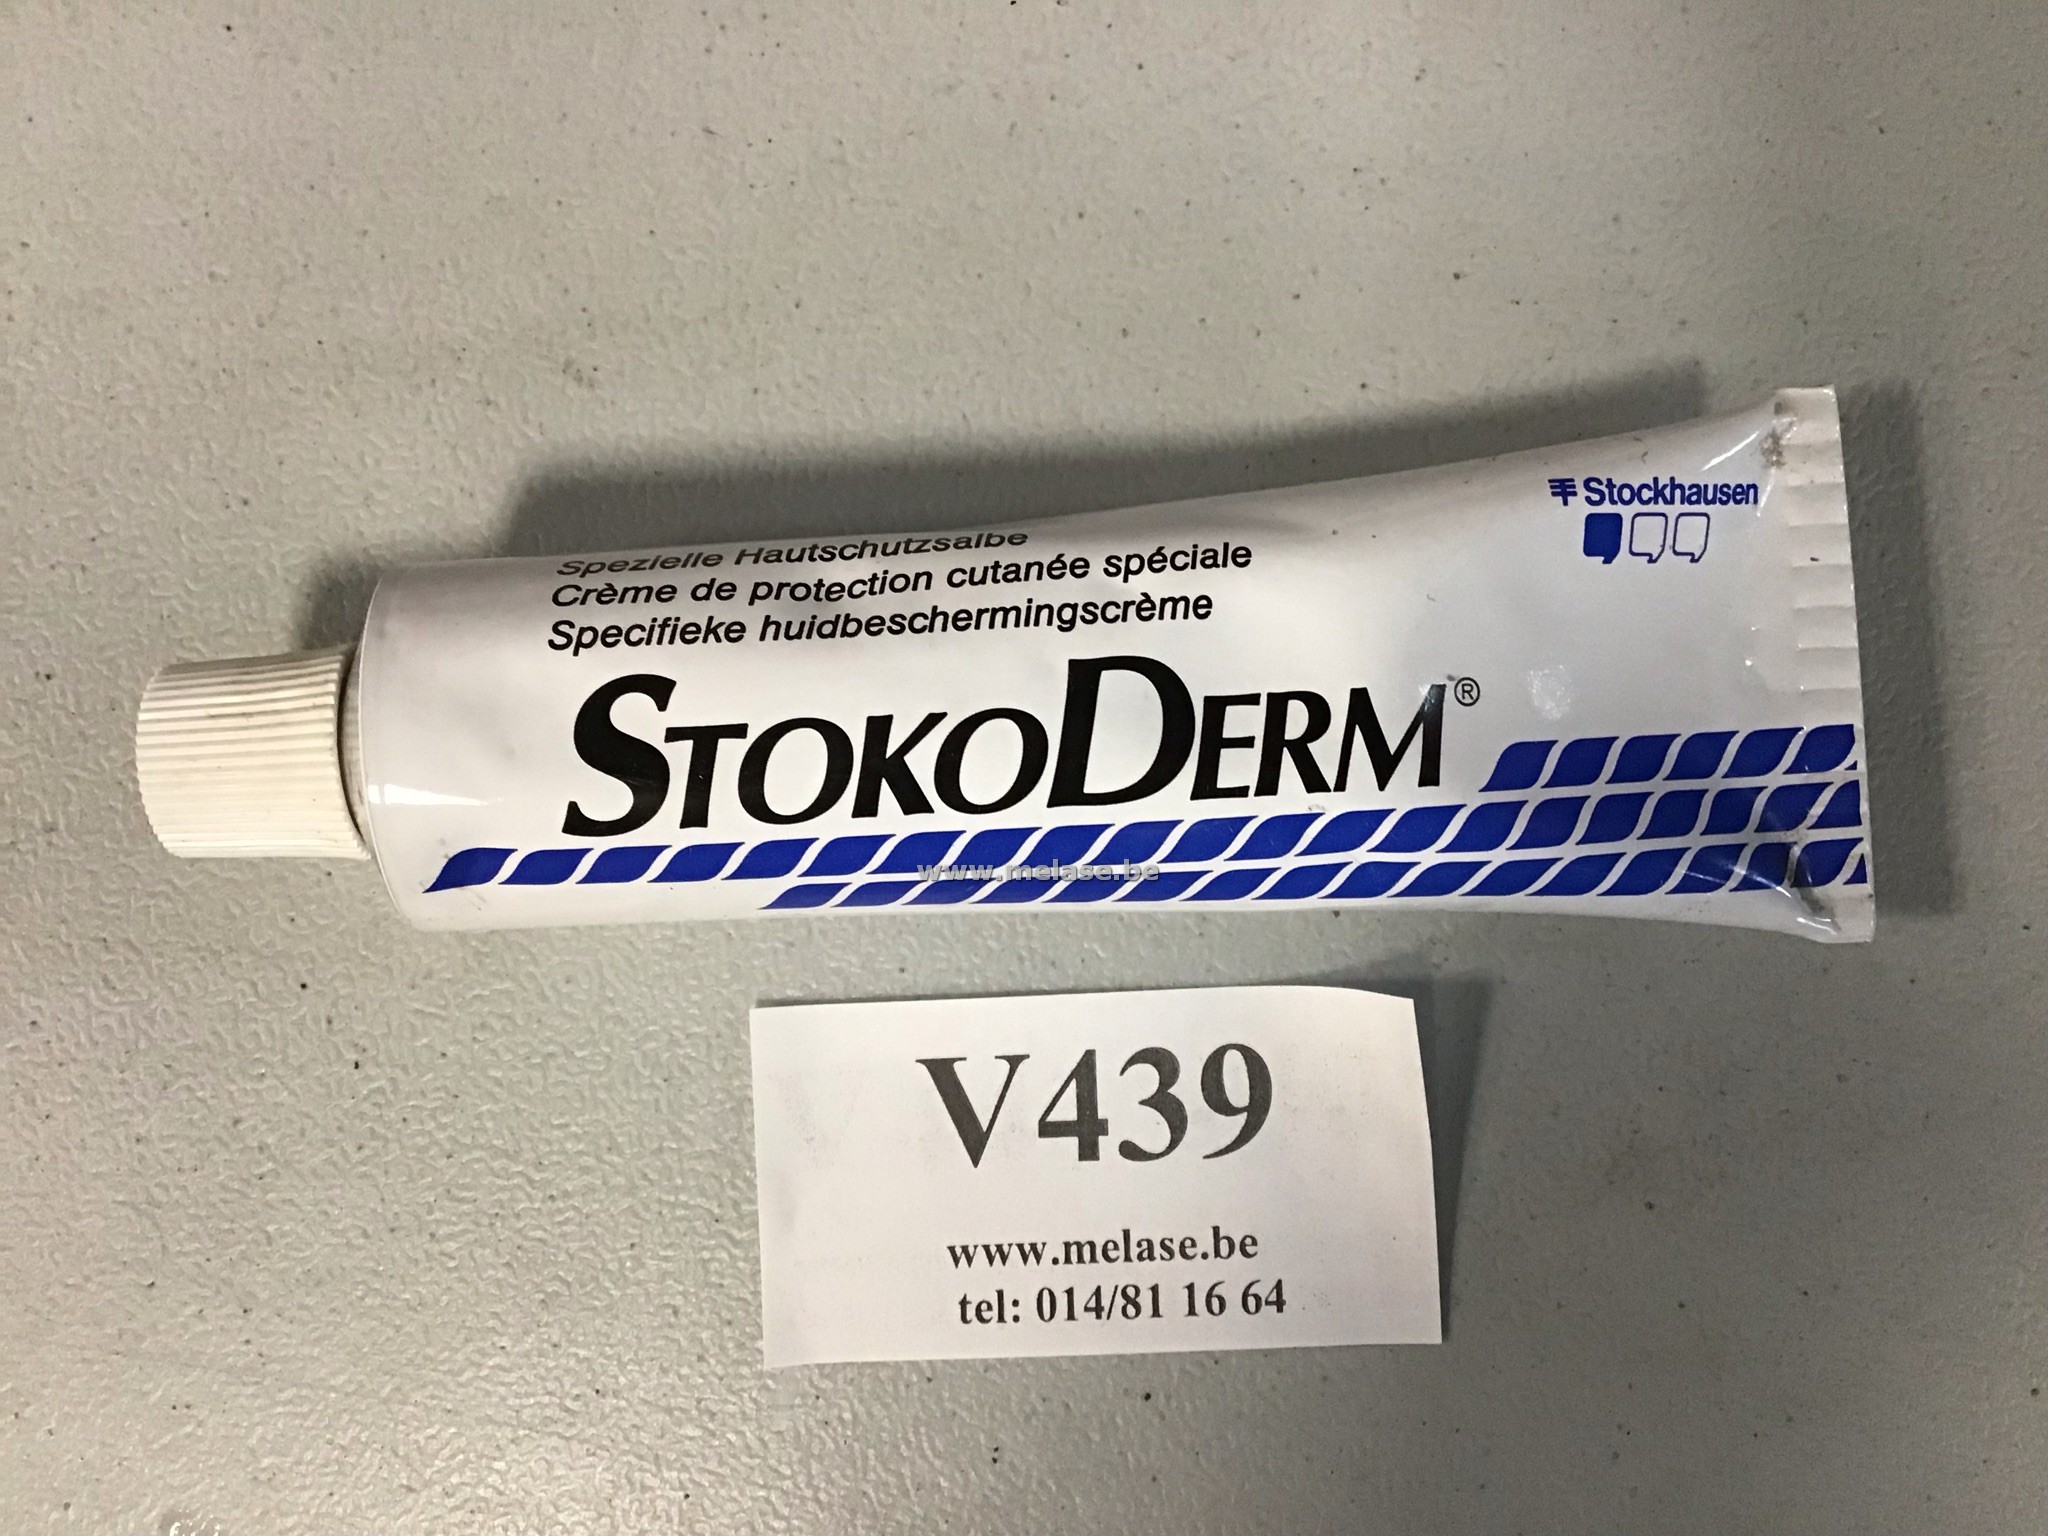 Stockhausen
Spezielle Hautschutzsalbe
Crème de protection cutanée spéciale
Specifieke huidbeschermingscrème
STOKODERM®
www.melase.be
V439
www.melase.be
tel: 014/81 16 64